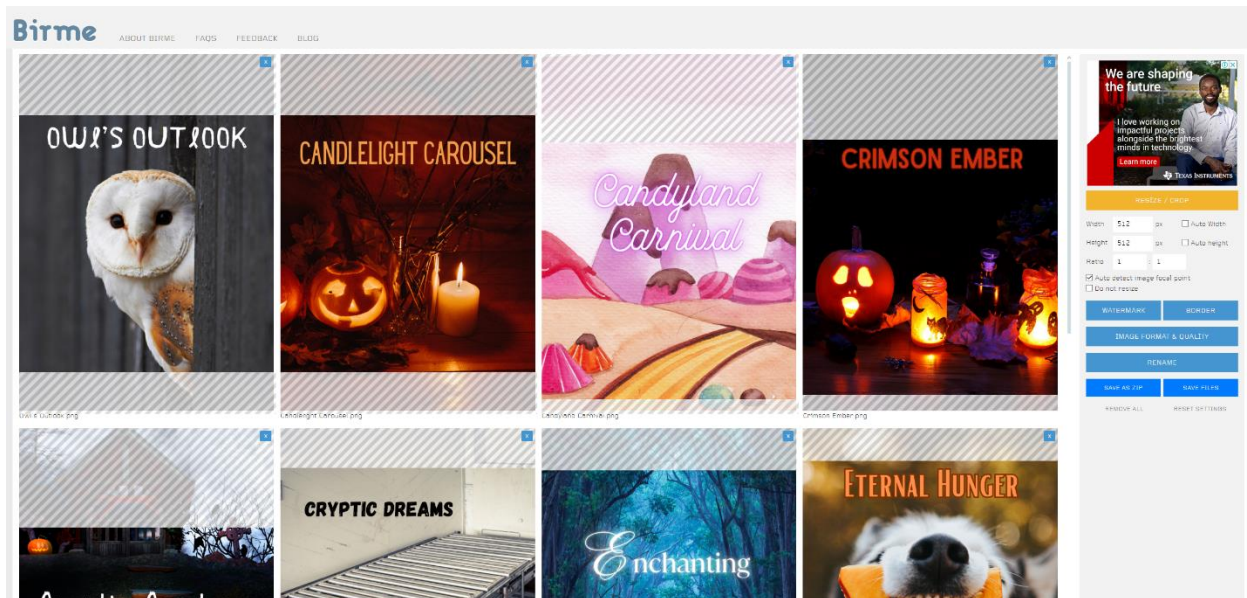 Birme
ABOUT BIRME FAQS FEEDBACK BLOG
x
x
x
x
OWL'S OUTLOOK
CANDLELIGHT CAROUSEL
Candyland
Carnival
CRIMSON EMBER
Owl's Outlook.png
Candlelight Carousel.png
Candyland Carnival.png
Crimson Ember.png
x
x
x
x
CRYPTIC DREAMS
Enchanting
ETERNAL HUNGER
We are shaping
the future
I love working on
impactful projects
alongside the brightest
minds in technology.
Learn more
TEXAS INSTRUMENTS
RESIZE / CROP
Width 512 px Auto Width
Height 512 px Auto height
Ratio 1 : 1
Auto detect image focal point
Do not resize
WATERMARK BORDER
IMAGE FORMAT & QUALITY
RENAME
SAVE AS ZIP SAVE FILES
REMOVE ALL RESET SETTINGS